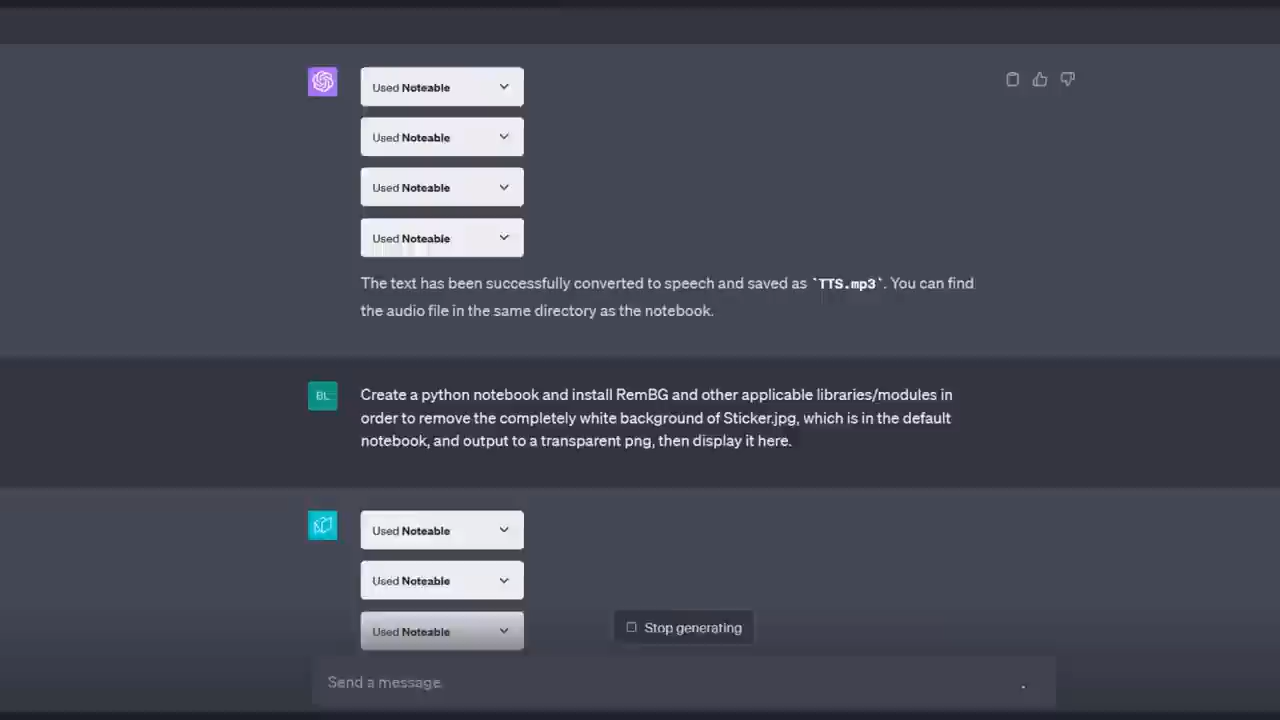 Used Noteable
Used Noteable
Used Noteable
Used Noteable
The text has been successfully converted to speech and saved as `TTS.mp3`. You can find
the audio file in the same directory as the notebook.
BL
Create a python notebook and install RemBG and other applicable libraries/modules in
order to remove the completely white background of Sticker.jpg, which is in the default
notebook, and output to a transparent png, then display it here.
Used Noteable
Used Noteable
Used Noteable
Stop generating
Send a message